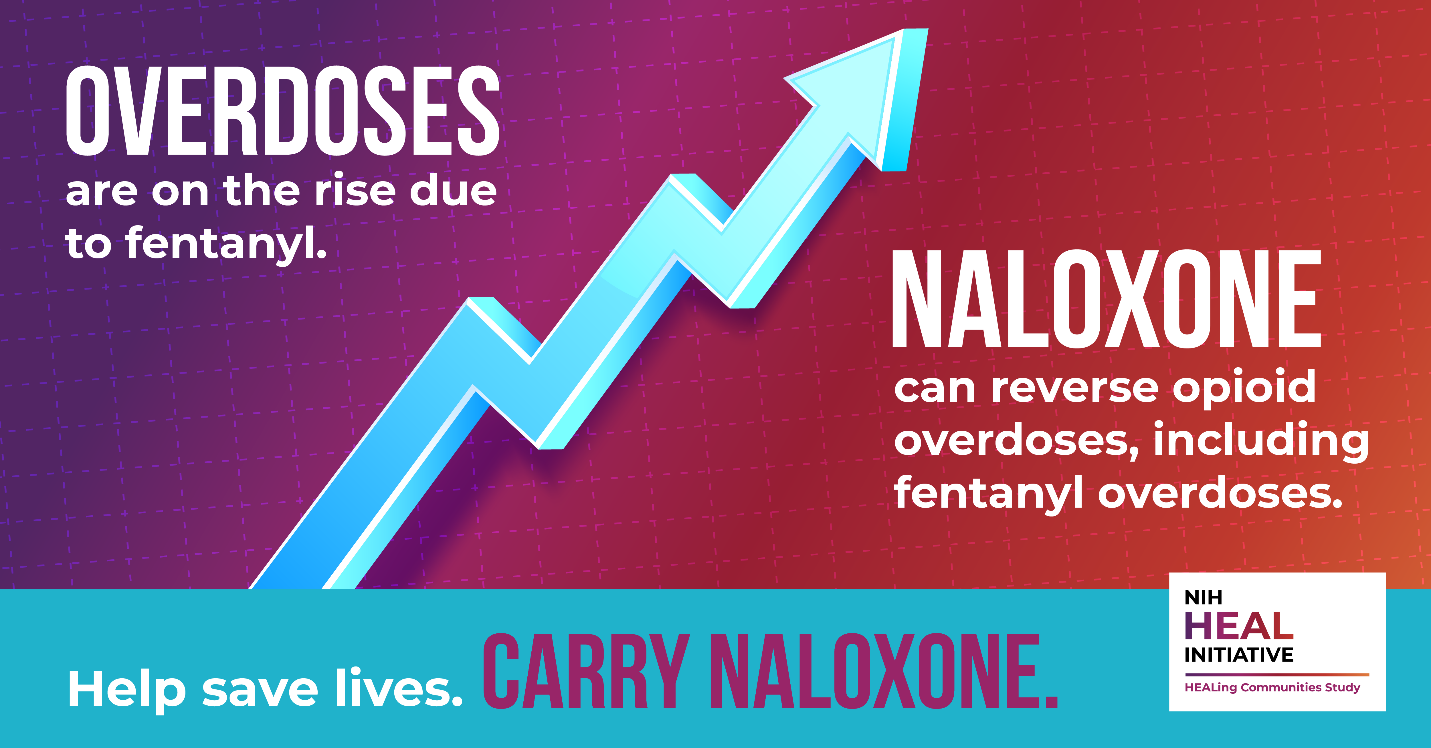 OVERDOSES
are on the rise due
to fentanyl.
NALOXONE
can reverse opioid
overdoses, including
fentanyl overdoses.
Help save lives. CARRY NALOXONE.
NIH
HEAL
INITIATIVE
HEALing Communities Study